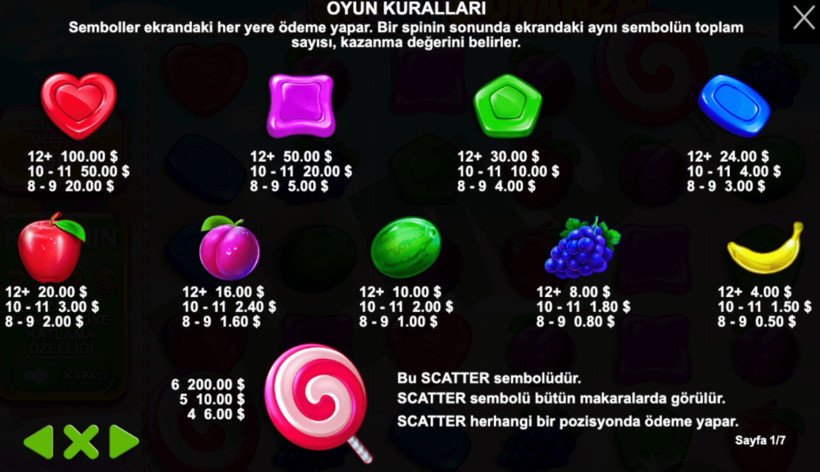 OYUN KURALLARI
Semboller ekrandaki her yere ödeme yapar. Bir spinin sonunda ekrandaki aynı sembolün toplam
sayısı, kazanma değerini belirler.
12+ 100.00 $
10 - 11 50.00 $
8 - 9 20.00 $
12+ 50.00 $
10 - 11 20.00 $
8 - 9 5.00 $
12+ 30.00 $
10 - 11 10.00 $
8 - 9 4.00 $
12+ 24.00 $
10 - 11 4.00 $
8 - 9 3.00 $
12+ 20.00 $
10 - 11 3.00 $
8 - 9 2.00 $
12+ 16.00 $
10 - 11 2.40 $
8 - 9 1.60 $
12+ 10.00 $
10 - 11 2.00 $
8 - 9 1.00 $
12+ 8.00 $
10 - 11 1.80 $
8 - 9 0.80 $
12+ 4.00 $
10 - 11 1.50 $
8 - 9 0.50 $
ÖZELLİĞİ
KAPALI
6 200.00 $
5 10.00 $
4 6.00 $
Bu SCATTER sembolüdür.
SCATTER sembolü bütün makaralarda görülür.
SCATTER herhangi bir pozisyonda ödeme yapar.
Sayfa 1/7